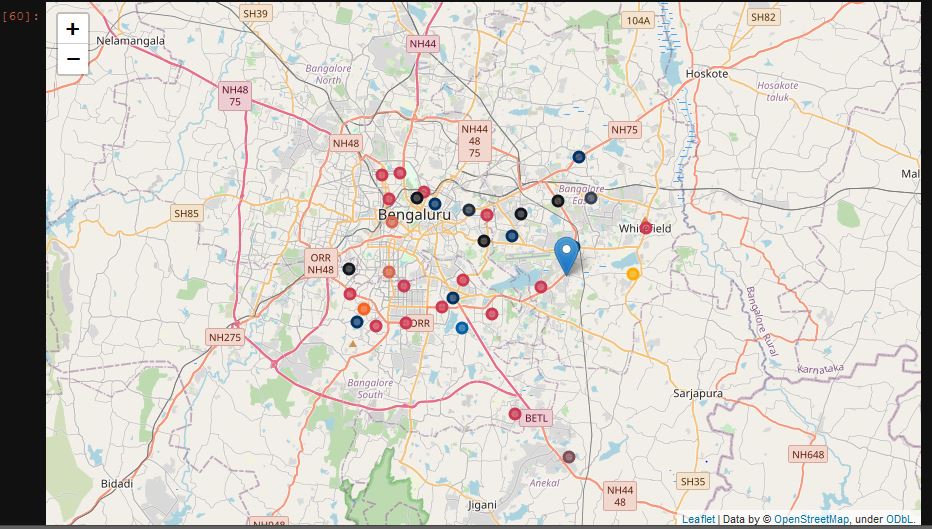 [60]:
SH39
104A
SH82
+
−
Nelamangala
NH44
Bangalore
North
Hoskote
Hosakote
taluk
NH48
75
NH44
48
75
NH75
NH48
Mal
Bangalore
East
SH85
Bengaluru
Whitefield
ORR
NH48
ORR
NH275
Bangalore Rural
Karnataka
Bangalore
South
Sarjapura
BETL
NH648
Bidadi
Anekal
SH35
NH44
48
Jigani
NH948
Leaflet | Data by © OpenStreetMap, under ODbL.